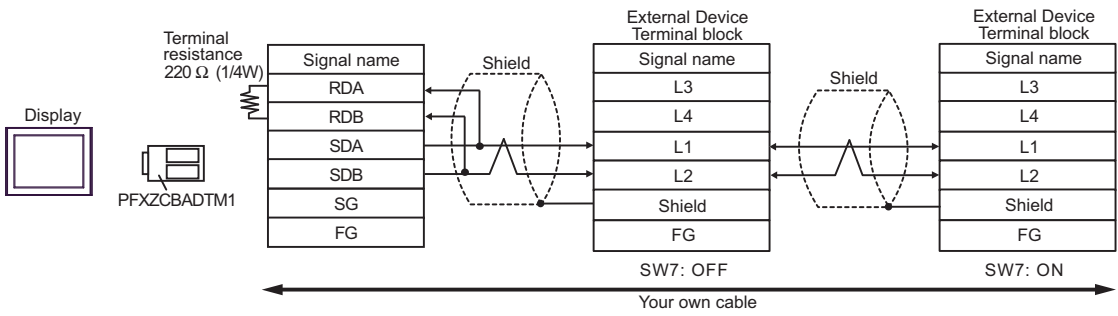 Display
PFXZCBADTM1
Terminal
resistance
220 Ω (1/4W)
Signal name
RDA
RDB
SDA
SDB
SG
FG
Shield
External Device
Terminal block
Signal name
L3
L4
L1
L2
Shield
FG
SW7: OFF
Shield
External Device
Terminal block
Signal name
L3
L4
L1
L2
Shield
FG
SW7: ON
Your own cable